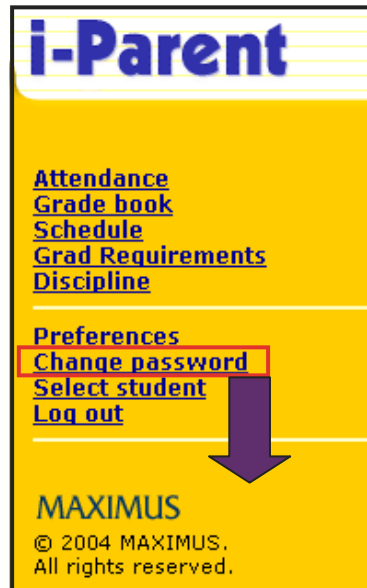 i-Parent
Attendance
Grade book
Schedule
Grad Requirements
Discipline
Preferences
Change password
Select student
Log out
MAXIMUS
© 2004 MAXIMUS.
All rights reserved.